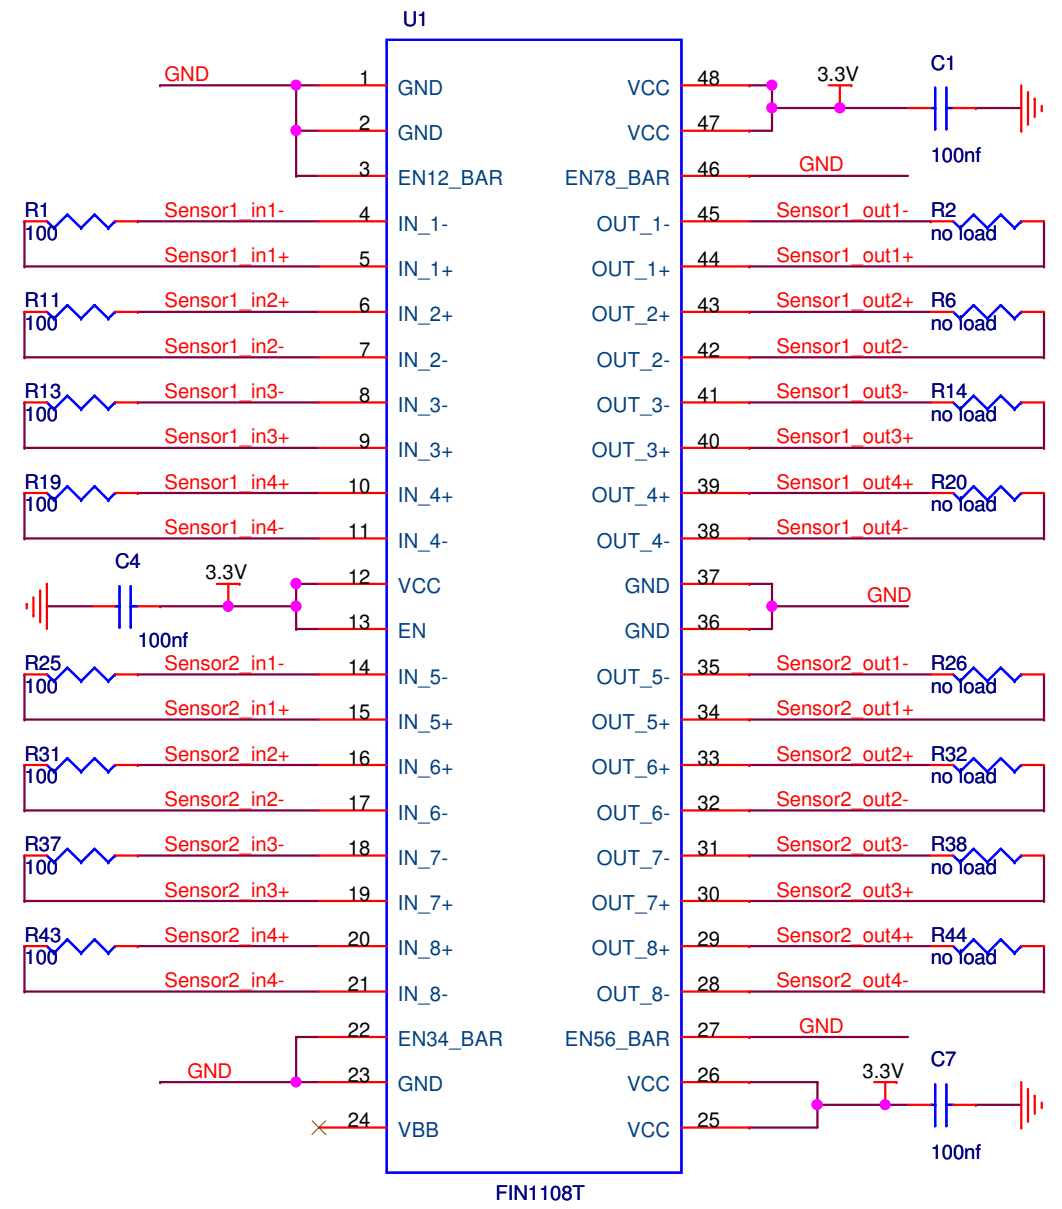 U1
GND 1 GND VCC 48 3.3V C1
2 GND VCC 47 100nf
3 EN12_BAR EN78_BAR 46 GND
R1 Sensor1_in1- 4 IN_1- OUT_1- 45 Sensor1_out1- R2
100 Sensor1_in1+ 5 IN_1+ OUT_1+ 44 Sensor1_out1+ no load
R11 Sensor1_in2+ 6 IN_2+ OUT_2+ 43 Sensor1_out2+ R6
100 Sensor1_in2- 7 IN_2- OUT_2- 42 Sensor1_out2- no load
R13 Sensor1_in3- 8 IN_3- OUT_3- 41 Sensor1_out3- R14
100 Sensor1_in3+ 9 IN_3+ OUT_3+ 40 Sensor1_out3+ no load
R19 Sensor1_in4+ 10 IN_4+ OUT_4+ 39 Sensor1_out4+ R20
100 Sensor1_in4- 11 IN_4- OUT_4- 38 Sensor1_out4- no load
C4 3.3V 12 VCC GND 37 GND
100nf 13 EN GND 36
R25 Sensor2_in1- 14 IN_5- OUT_5- 35 Sensor2_out1- R26
100 Sensor2_in1+ 15 IN_5+ OUT_5+ 34 Sensor2_out1+ no load
R31 Sensor2_in2+ 16 IN_6+ OUT_6+ 33 Sensor2_out2+ R32
100 Sensor2_in2- 17 IN_6- OUT_6- 32 Sensor2_out2- no load
R37 Sensor2_in3- 18 IN_7- OUT_7- 31 Sensor2_out3- R38
100 Sensor2_in3+ 19 IN_7+ OUT_7+ 30 Sensor2_out3+ no load
R43 Sensor2_in4+ 20 IN_8+ OUT_8+ 29 Sensor2_out4+ R44
100 Sensor2_in4- 21 IN_8- OUT_8- 28 Sensor2_out4- no load
22 EN34_BAR EN56_BAR 27 GND
GND 23 GND VCC 26 3.3V C7
24 VBB VCC 25 100nf
FIN1108T